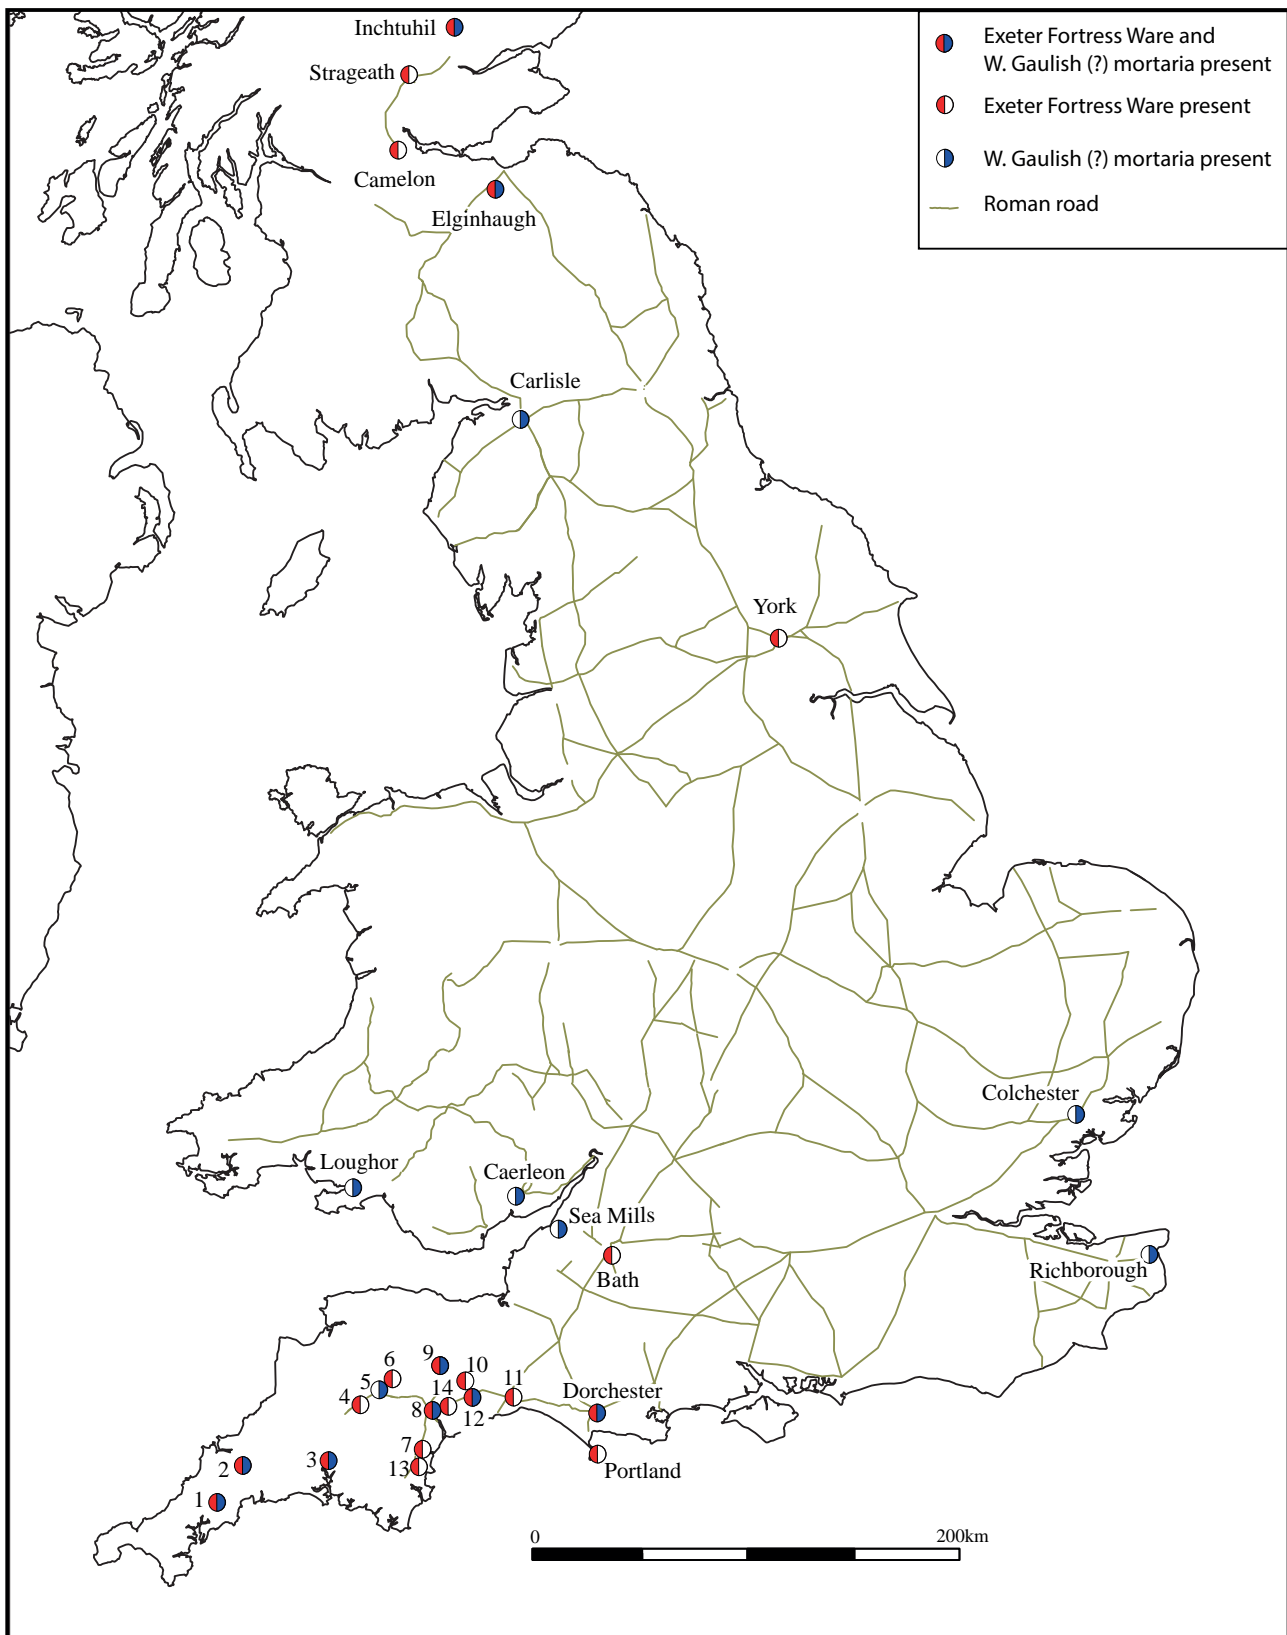 Inchtuhil
Strageath
Camelon
Elginhaugh
Exeter Fortress Ware and
W. Gaulish (?) mortaria present
Exeter Fortress Ware present
W. Gaulish (?) mortaria present
Roman road
Carlisle
York
Colchester
Loughor
Caerleon
Sea Mills
Bath
Richborough
9
6
10
5
11
14
Dorchester
4
8
12
7
3
2
13
Portland
1
0
200km